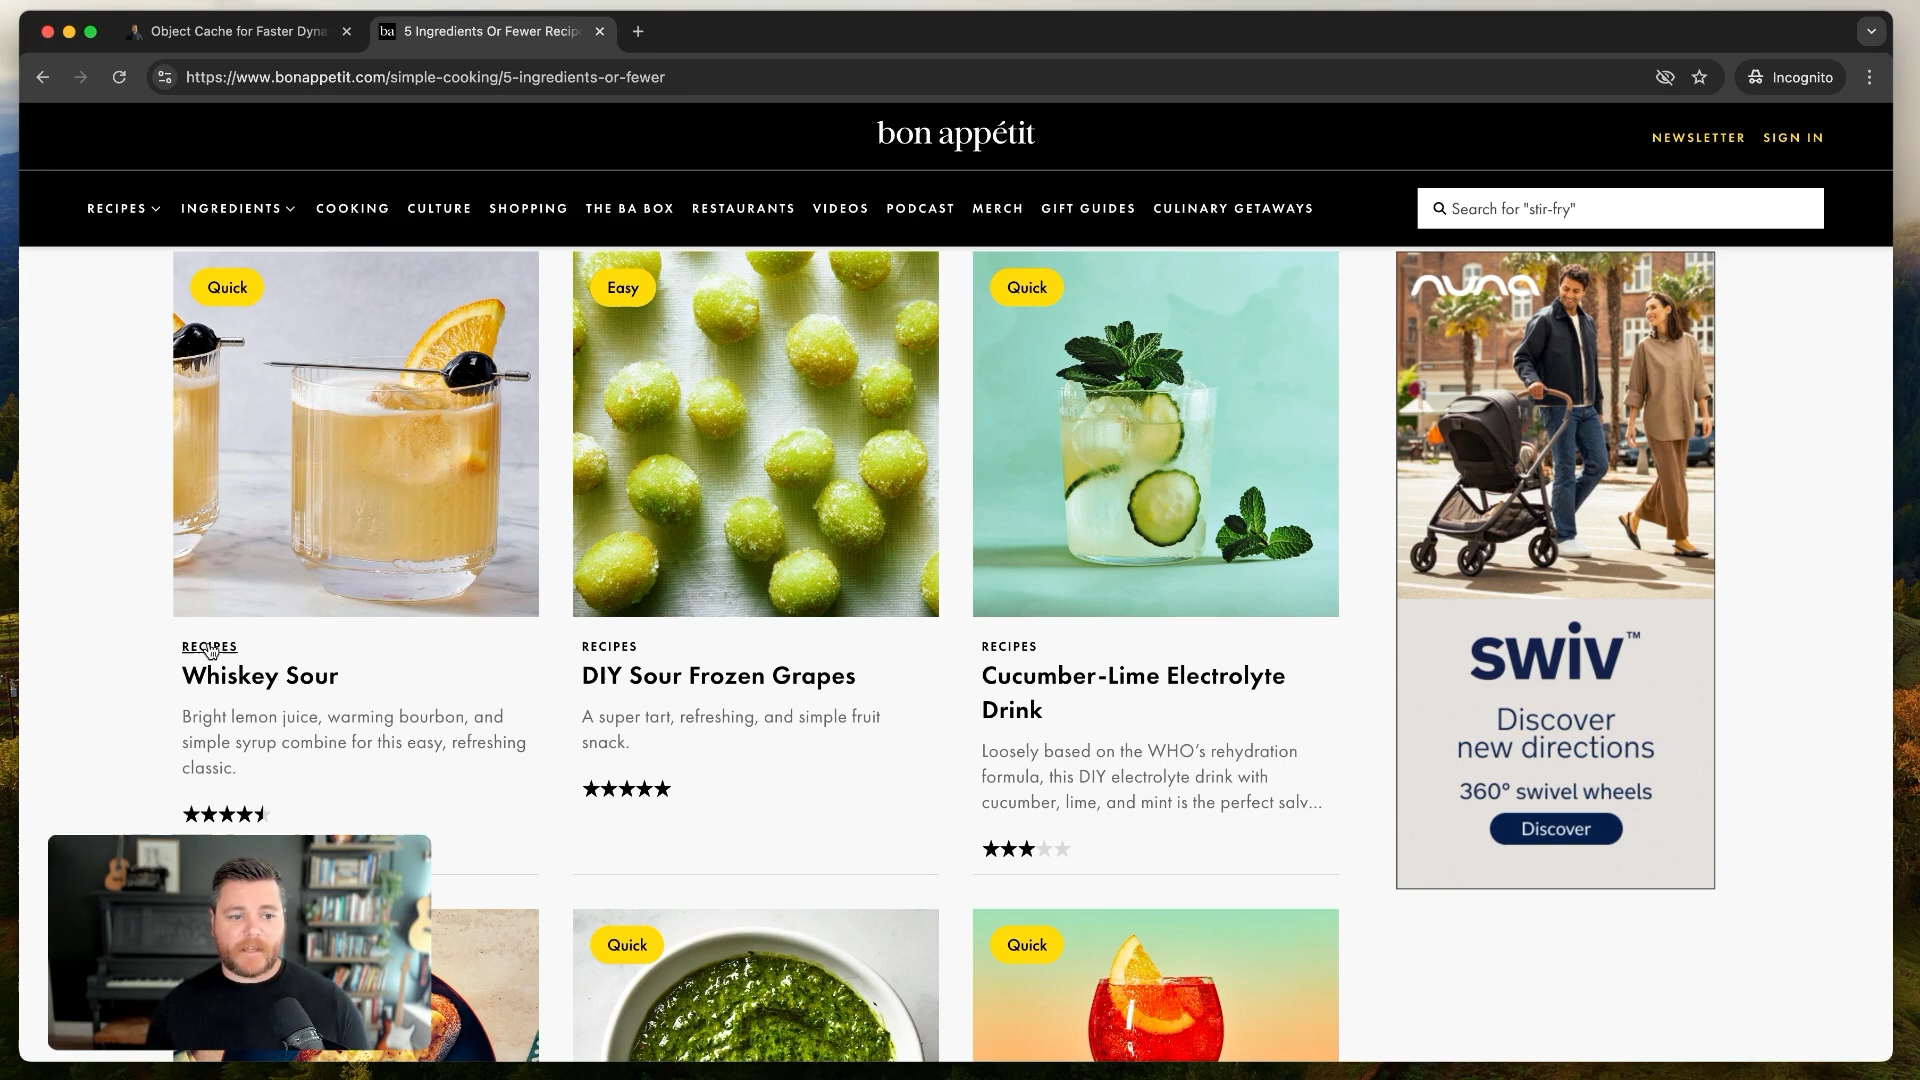 Object Cache for Faster Dyna
ba
5 Ingredients Or Fewer Recip
https://www.bonappetit.com/simple-cooking/5-ingredients-or-fewer
Incognito
bon appétit
NEWSLETTER
SIGN IN
RECIPES
INGREDIENTS
COOKING
CULTURE
SHOPPING
THE BA BOX
RESTAURANTS
VIDEOS
PODCAST
MERCH
GIFT GUIDES
CULINARY GETAWAYS
Search for "stir-fry"
Quick
RECIPES
Whiskey Sour
Bright lemon juice, warming bourbon, and
simple syrup combine for this easy, refreshing
classic.
Easy
RECIPES
DIY Sour Frozen Grapes
A super tart, refreshing, and simple fruit
snack.
Quick
RECIPES
Cucumber-Lime Electrolyte
Drink
Loosely based on the WHO’s rehydration
formula, this DIY electrolyte drink with
cucumber, lime, and mint is the perfect salv...
nuna
swiv™
Discover
new directions
360° swivel wheels
Discover
Quick
Quick